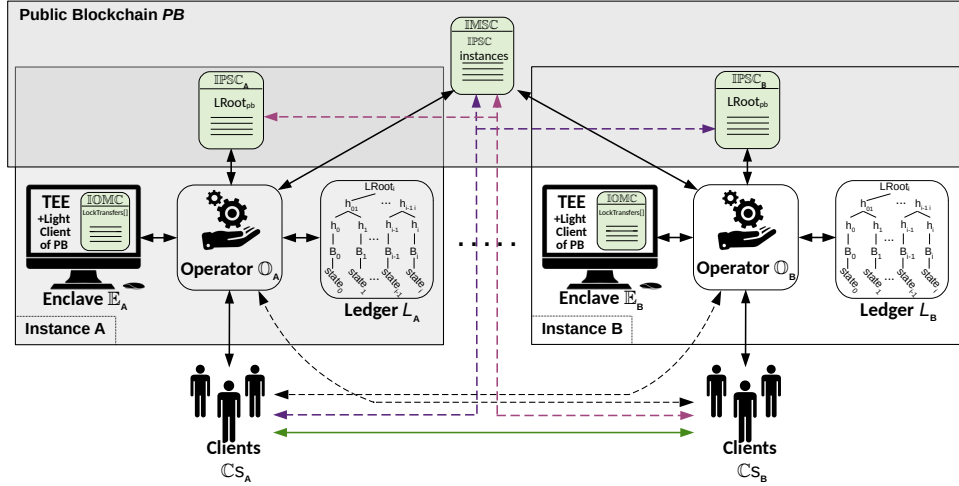 Public Blockchain PB
𝕀𝕄𝕊ℂ
𝕀ℙ𝕊ℂ
instances
𝕀ℙ𝕊ℂ_A
LRoot_pb
𝕀ℙ𝕊ℂ_B
LRoot_pb
TEE
+Light
Client
of PB
𝕀𝕆𝕄ℂ
LockTransfers[]
Enclave 𝔼_A
Operator 𝕆_A
LRoot_i
h_01 ... h_i-1 i
h_0 h_1 h_i-1 h_i
...
B_0 B_1 B_i-1 B_i
...
state_0 state_1 state_i-1 state_i
Ledger L_A
Instance A
.....
TEE
+Light
Client
of PB
𝕀𝕆𝕄ℂ
LockTransfers[]
Enclave 𝔼_B
Operator 𝕆_B
LRoot_i
h_01 ... h_i-1 i
h_0 h_1 h_i-1 h_i
...
B_0 B_1 B_i-1 B_i
...
state_0 state_1 state_i-1 state_i
Ledger L_B
Instance B
Clients
ℂs_A
Clients
ℂs_B